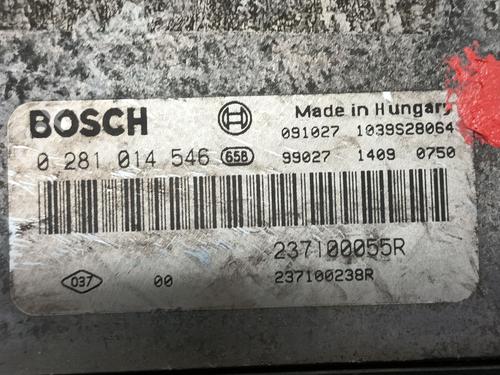 BOSCH Made in Hungary
091027 1039S28064
0 281 014 546 658 99027 1409 0750
237100055R
037 00 237100238R